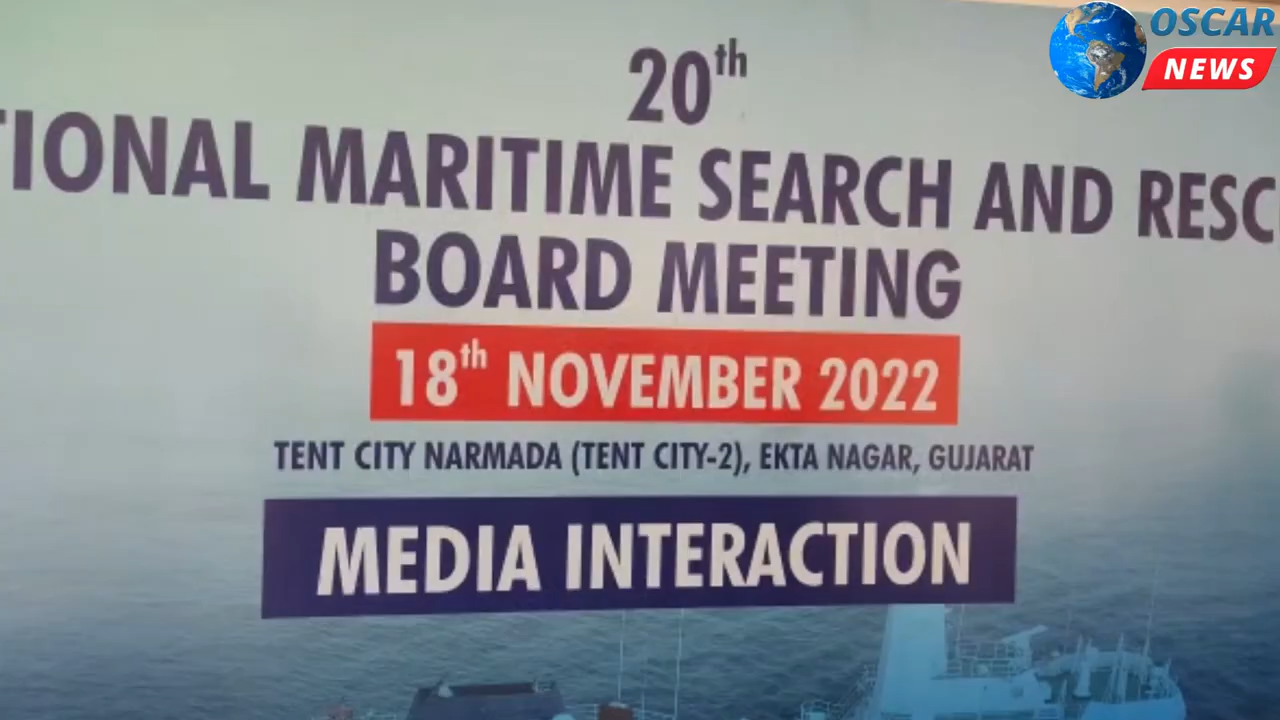 OSCAR
NEWS
20th
TIONAL MARITIME SEARCH AND RESC
BOARD MEETING
18th NOVEMBER 2022
TENT CITY NARMADA (TENT CITY-2), EKTA NAGAR, GUJARAT
MEDIA INTERACTION